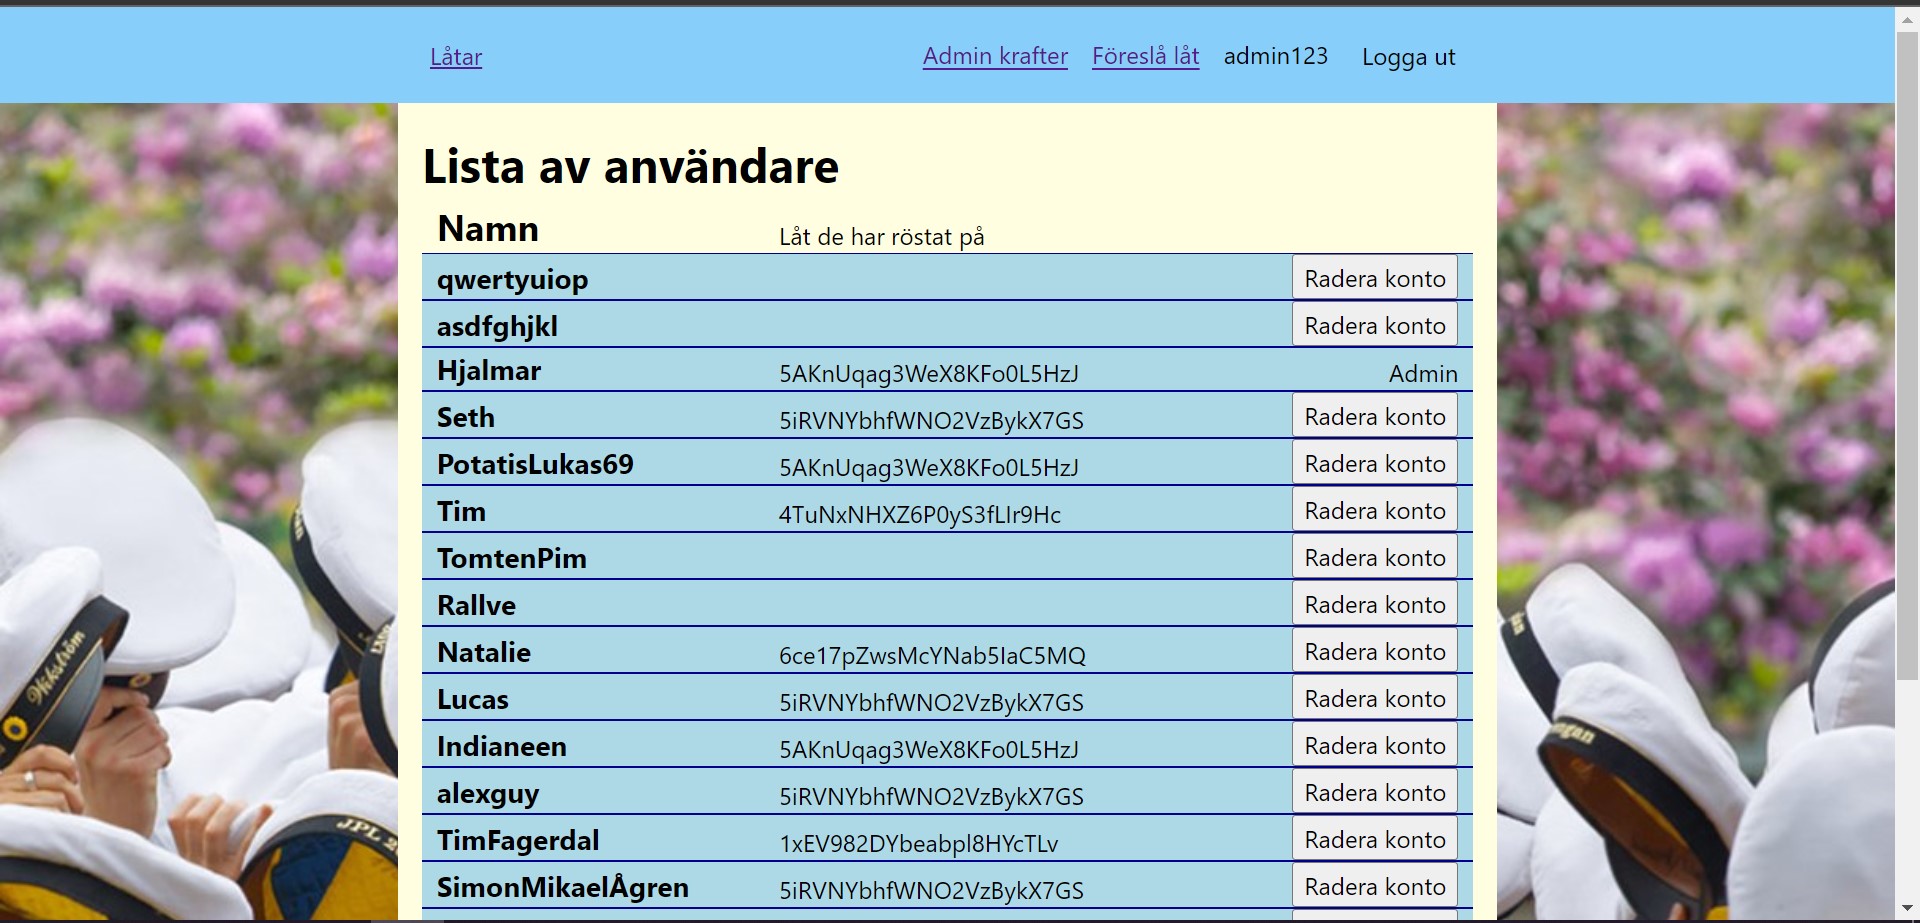 Låtar Admin krafter Föreslå låt admin123 Logga ut
Lista av användare
Namn Låt de har röstat på
qwertyuiop Radera konto
asdfghjkl Radera konto
Hjalmar 5AKnUqag3WeX8KFo0L5HzJ Admin
Seth 5iRVNYbhfWNO2VzBykX7GS Radera konto
PotatisLukas69 5AKnUqag3WeX8KFo0L5HzJ Radera konto
Tim 4TuNxNHXZ6P0yS3fLIr9Hc Radera konto
TomtenPim Radera konto
Rallve Radera konto
Natalie 6ce17pZwsMcYNab5IaC5MQ Radera konto
Lucas 5iRVNYbhfWNO2VzBykX7GS Radera konto
Indianeen 5AKnUqag3WeX8KFo0L5HzJ Radera konto
alexguy 5iRVNYbhfWNO2VzBykX7GS Radera konto
TimFagerdal 1xEV982DYbeabpl8HYcTLv Radera konto
SimonMikaelÅgren 5iRVNYbhfWNO2VzBykX7GS Radera konto
Wikström
JPL